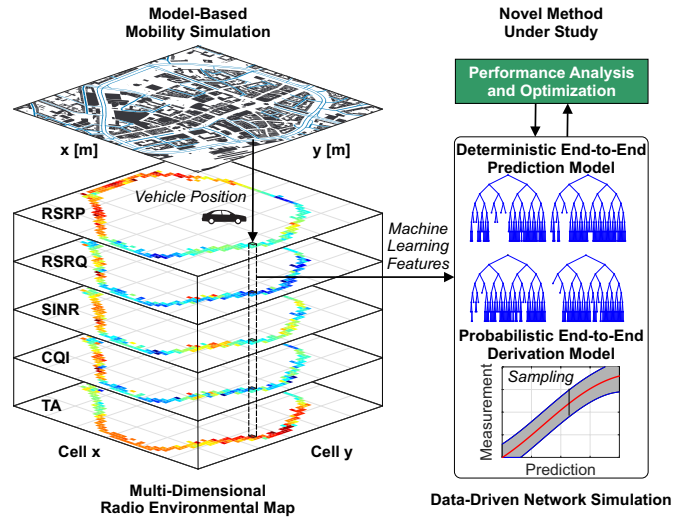 Model-Based
Mobility Simulation
Novel Method
Under Study
Performance Analysis
and Optimization
x [m]
y [m]
Deterministic End-to-End
Prediction Model
Vehicle Position
RSRP
RSRQ
SINR
CQI
TA
Machine
Learning
Features
Probabilistic End-to-End
Derivation Model
Sampling
Measurement
Prediction
Cell x
Cell y
Multi-Dimensional
Radio Environmental Map
Data-Driven Network Simulation